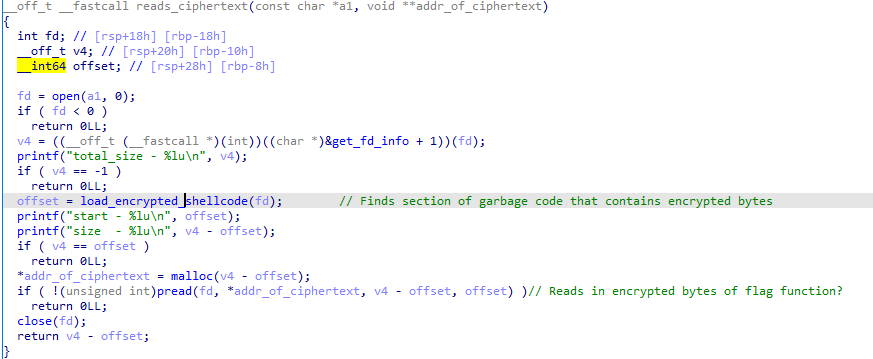 __off_t __fastcall reads_ciphertext(const char *a1, void **addr_of_ciphertext)
{
  int fd; // [rsp+18h] [rbp-18h]
  __off_t v4; // [rsp+20h] [rbp-10h]
  __int64 offset; // [rsp+28h] [rbp-8h]

  fd = open(a1, 0);
  if ( fd < 0 )
    return 0LL;
  v4 = ((__off_t (__fastcall *)(int))((char *)&get_fd_info + 1))(fd);
  printf("total_size - %lu\n", v4);
  if ( v4 == -1 )
    return 0LL;
  offset = load_encrypted_shellcode(fd);        // Finds section of garbage code that contains encrypted bytes
  printf("start - %lu\n", offset);
  printf("size  - %lu\n", v4 - offset);
  if ( v4 == offset )
    return 0LL;
  *addr_of_ciphertext = malloc(v4 - offset);
  if ( !(unsigned int)pread(fd, *addr_of_ciphertext, v4 - offset, offset) )// Reads in encrypted bytes of flag function?
    return 0LL;
  close(fd);
  return v4 - offset;
}